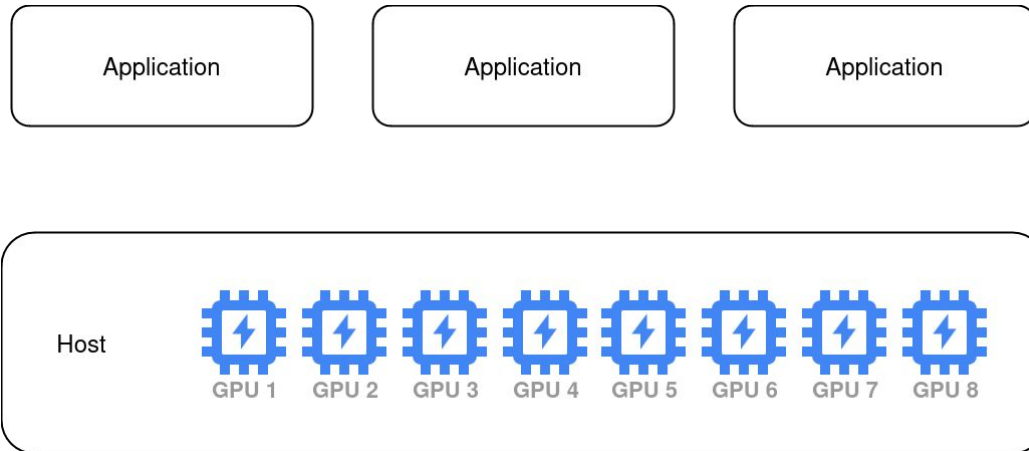 Application
Application
Application
Host
GPU 1
GPU 2
GPU 3
GPU 4
GPU 5
GPU 6
GPU 7
GPU 8